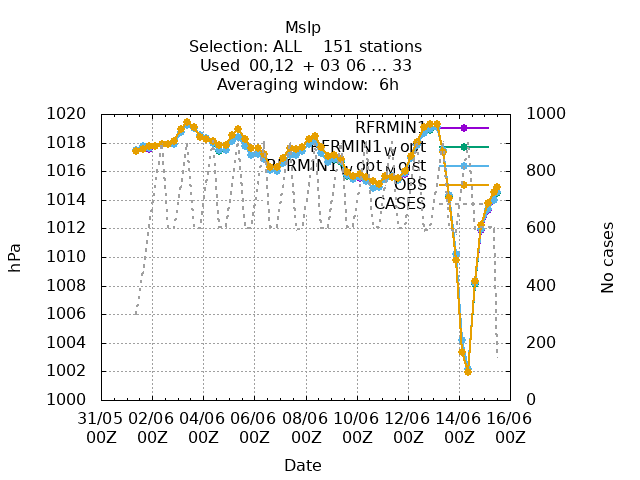 Mslp
Selection: ALL 151 stations
Used 00,12 + 03 06 ... 33
Averaging window: 6h
1020
1018
1016
1014
1012
1010
1008
1006
1004
1002
1000
hPa
1000
800
600
400
200
0
No cases
RFRMIN1
OBS
CASES
31/05 02/06 04/06 06/06 08/06 10/06 12/06 14/06 16/06
00Z 00Z 00Z 00Z 00Z 00Z 00Z 00Z 00Z
Date